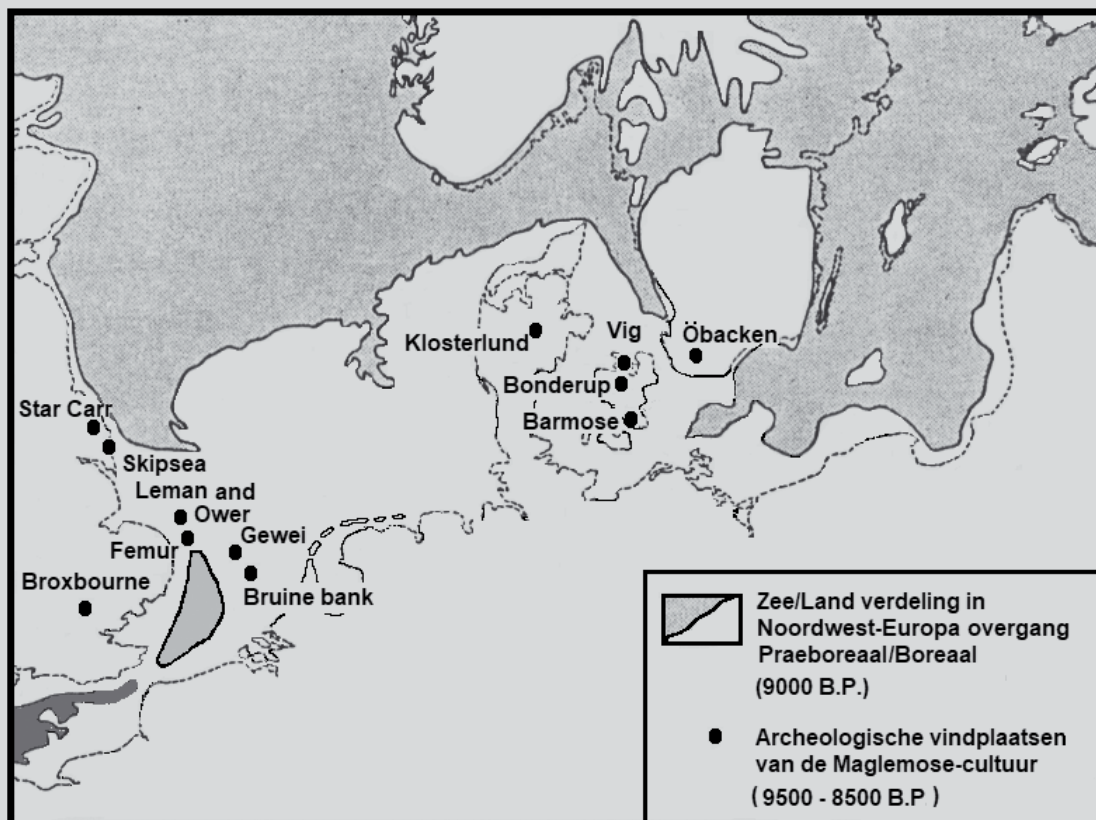 Klosterlund
Vig
Öbacken
Bonderup
Barmose
Star Carr
Skipsea
Leman and
Ower
Femur
Gewei
Broxbourne
Bruine bank
Zee/Land verdeling in
Noordwest-Europa overgang
Praeboreaal/Boreaal
(9000 B.P.)
Archeologische vindplaatsen
van de Maglemose-cultuur
( 9500 - 8500 B.P )